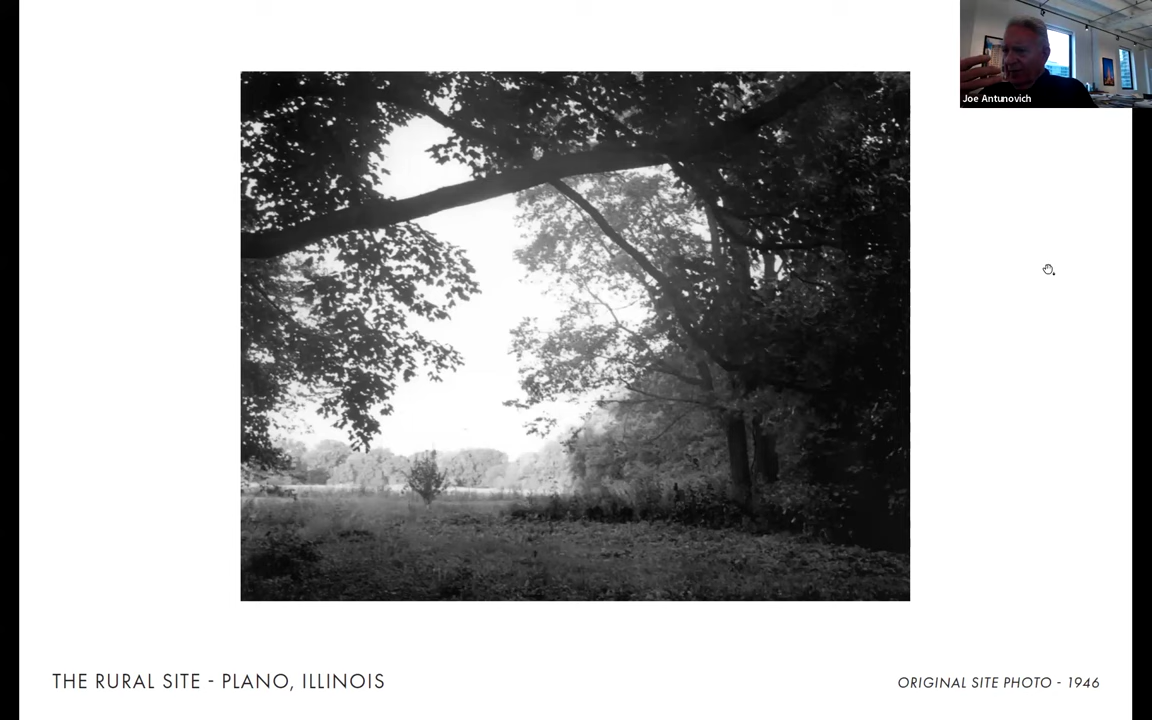 Joe Antunovich
THE RURAL SITE - PLANO, ILLINOIS
ORIGINAL SITE PHOTO - 1946